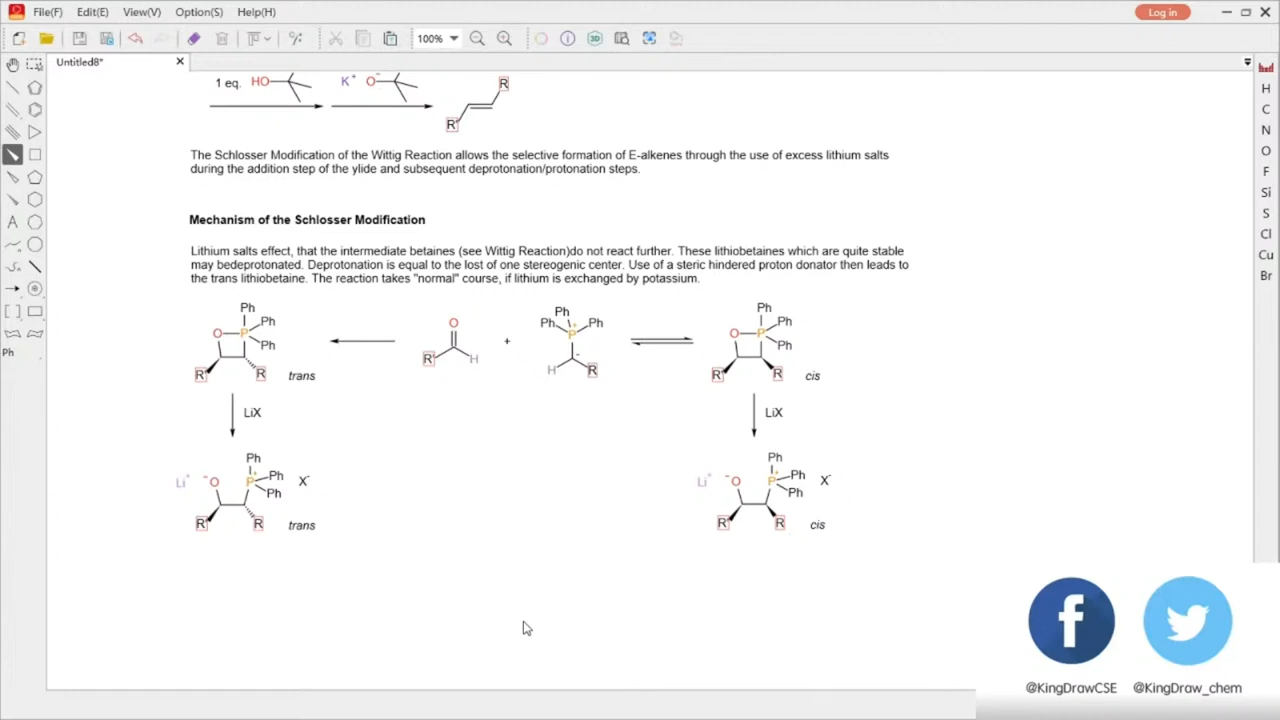 File(F) Edit(E) View(V) Option(S) Help(H) Log in
100% 3D
Untitled8*
H
C
N
O
F
Si
S
Cl
Cu
Br
A
Ph
1 eq. HO K+ O- R
R'
The Schlosser Modification of the Wittig Reaction allows the selective formation of E-alkenes through the use of excess lithium salts
during the addition step of the ylide and subsequent deprotonation/protonation steps.
Mechanism of the Schlosser Modification
Lithium salts effect, that the intermediate betaines (see Wittig Reaction)do not react further. These lithiobetaines which are quite stable
may bedeprotonated. Deprotonation is equal to the lost of one stereogenic center. Use of a steric hindered proton donator then leads to
the trans lithiobetaine. The reaction takes "normal" course, if lithium is exchanged by potassium.
Ph Ph Ph
O P Ph O Ph P+ Ph O P Ph
Ph + - Ph
R' R trans R' H H R R' R cis
LiX LiX
Ph Ph
Li+ -O P+ Ph X- Li+ -O P+ Ph X-
Ph Ph
R' R trans R' R cis
f
@KingDrawCSE @KingDraw_chem